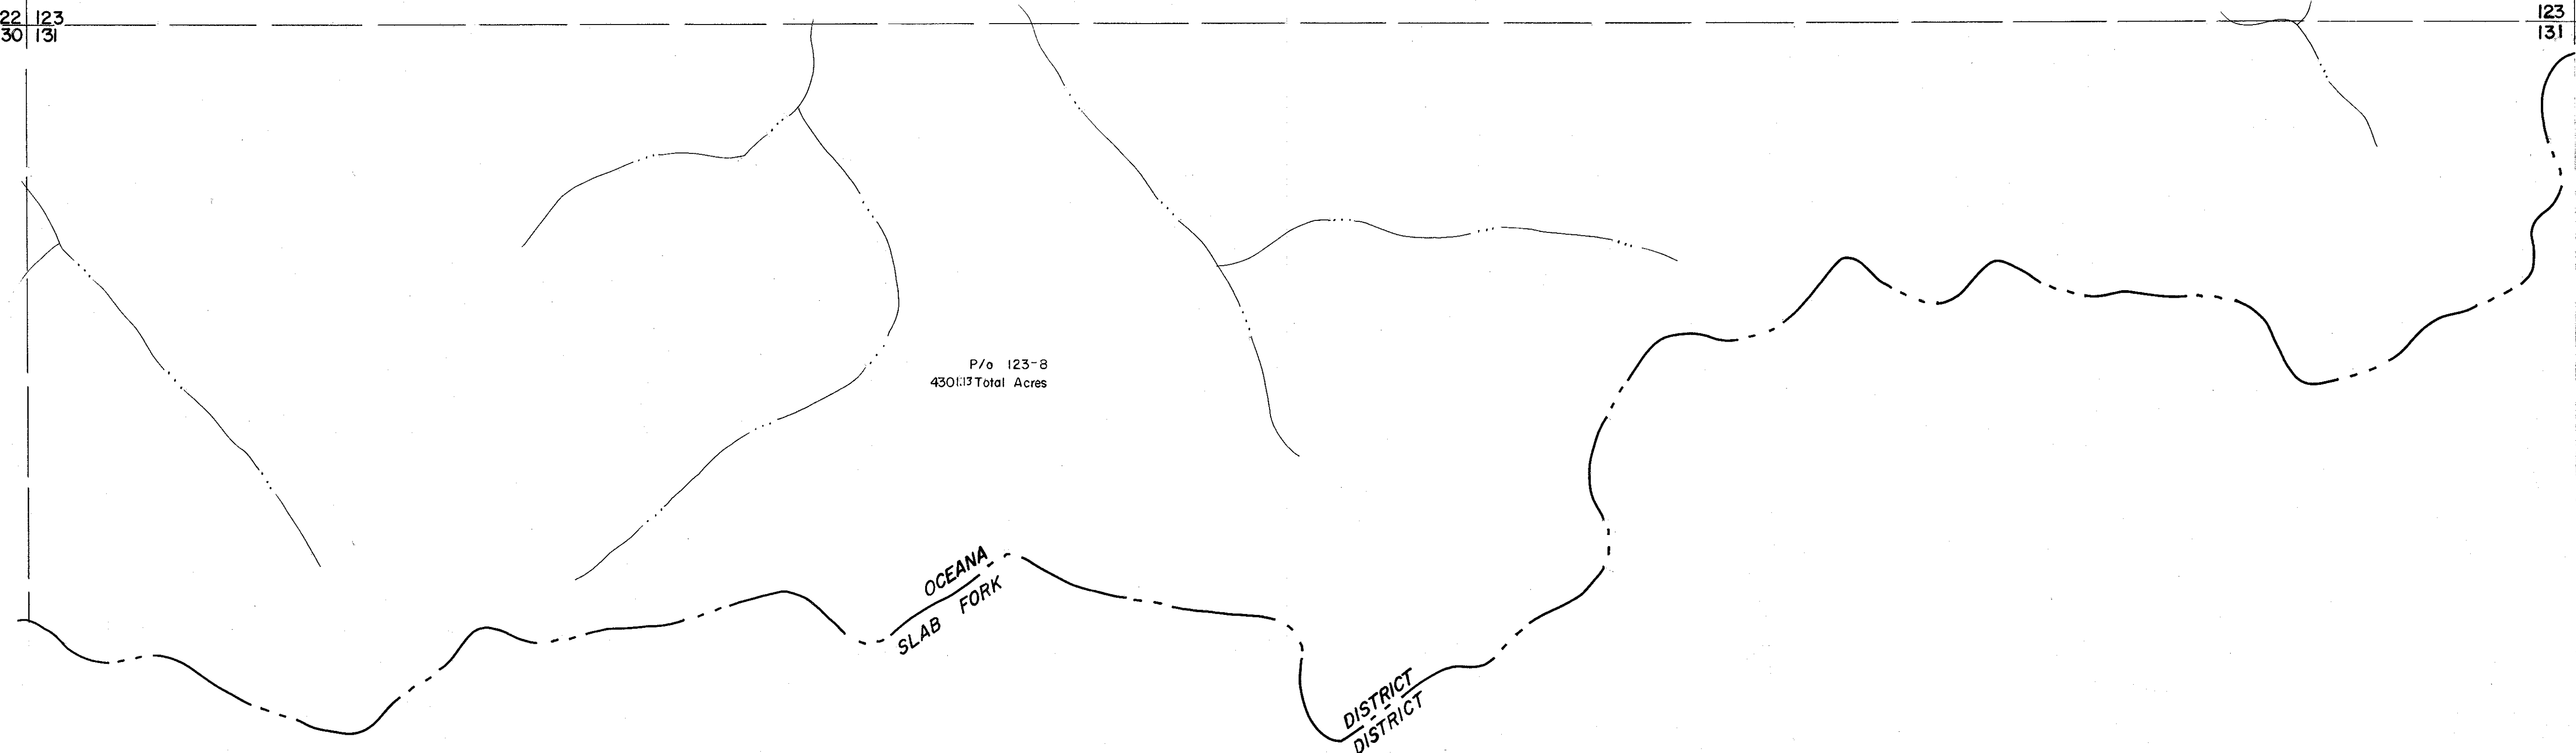 22 123
30 131
123
131
P/o 123-8
4301.13 Total Acres
OCEANA
SLAB FORK
DISTRICT
DISTRICT